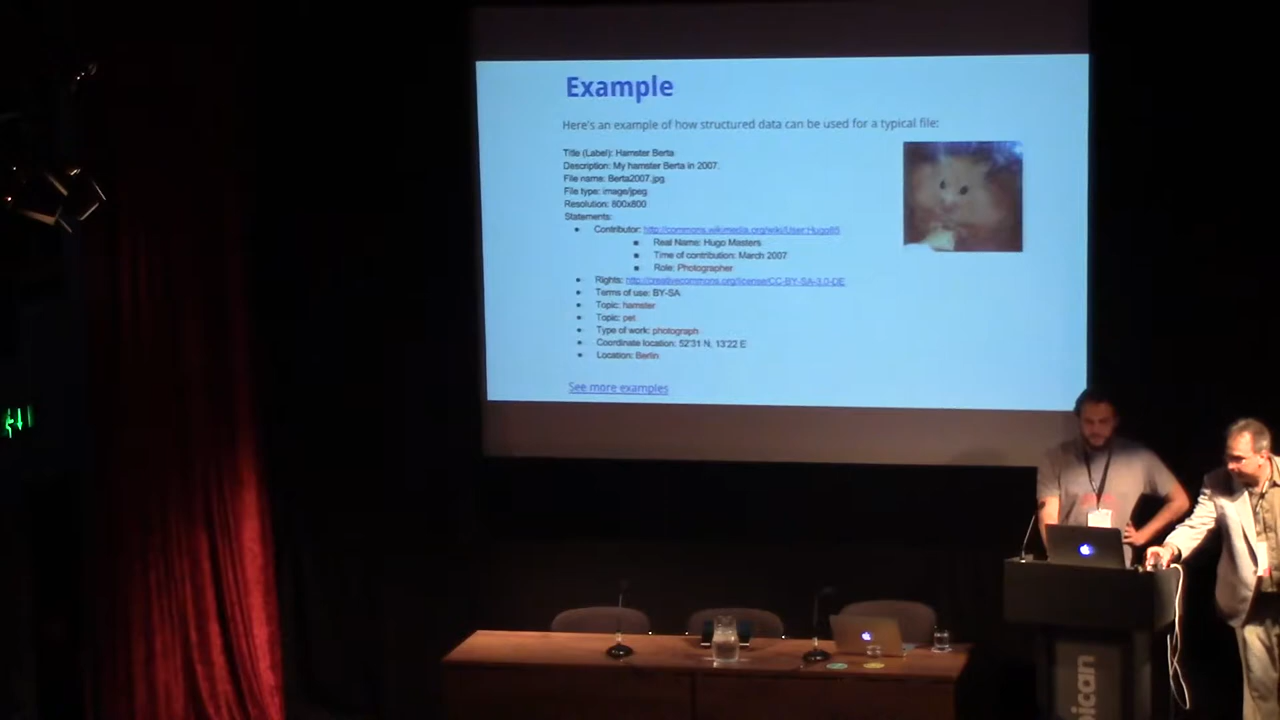 Example
Here's an example of how structured data can be used for a typical file:
Title (Label): Hamster Berta
Description: My hamster Berta in 2007.
File name: Berta2007.jpg
File type: image/jpeg
Resolution: 800x800
Statements:
Contributor: http://commons.wikimedia.org/wiki/User:Hugo85
Real Name: Hugo Masters
Time of contribution: March 2007
Role: Photographer
Rights: http://creativecommons.org/license/CC-BY-SA-3.0-DE
Terms of use: BY-SA
Topic: hamster
Topic: pet
Type of work: photograph
Coordinate location: 52'31 N, 13'22 E
Location: Berlin
See more examples
bican